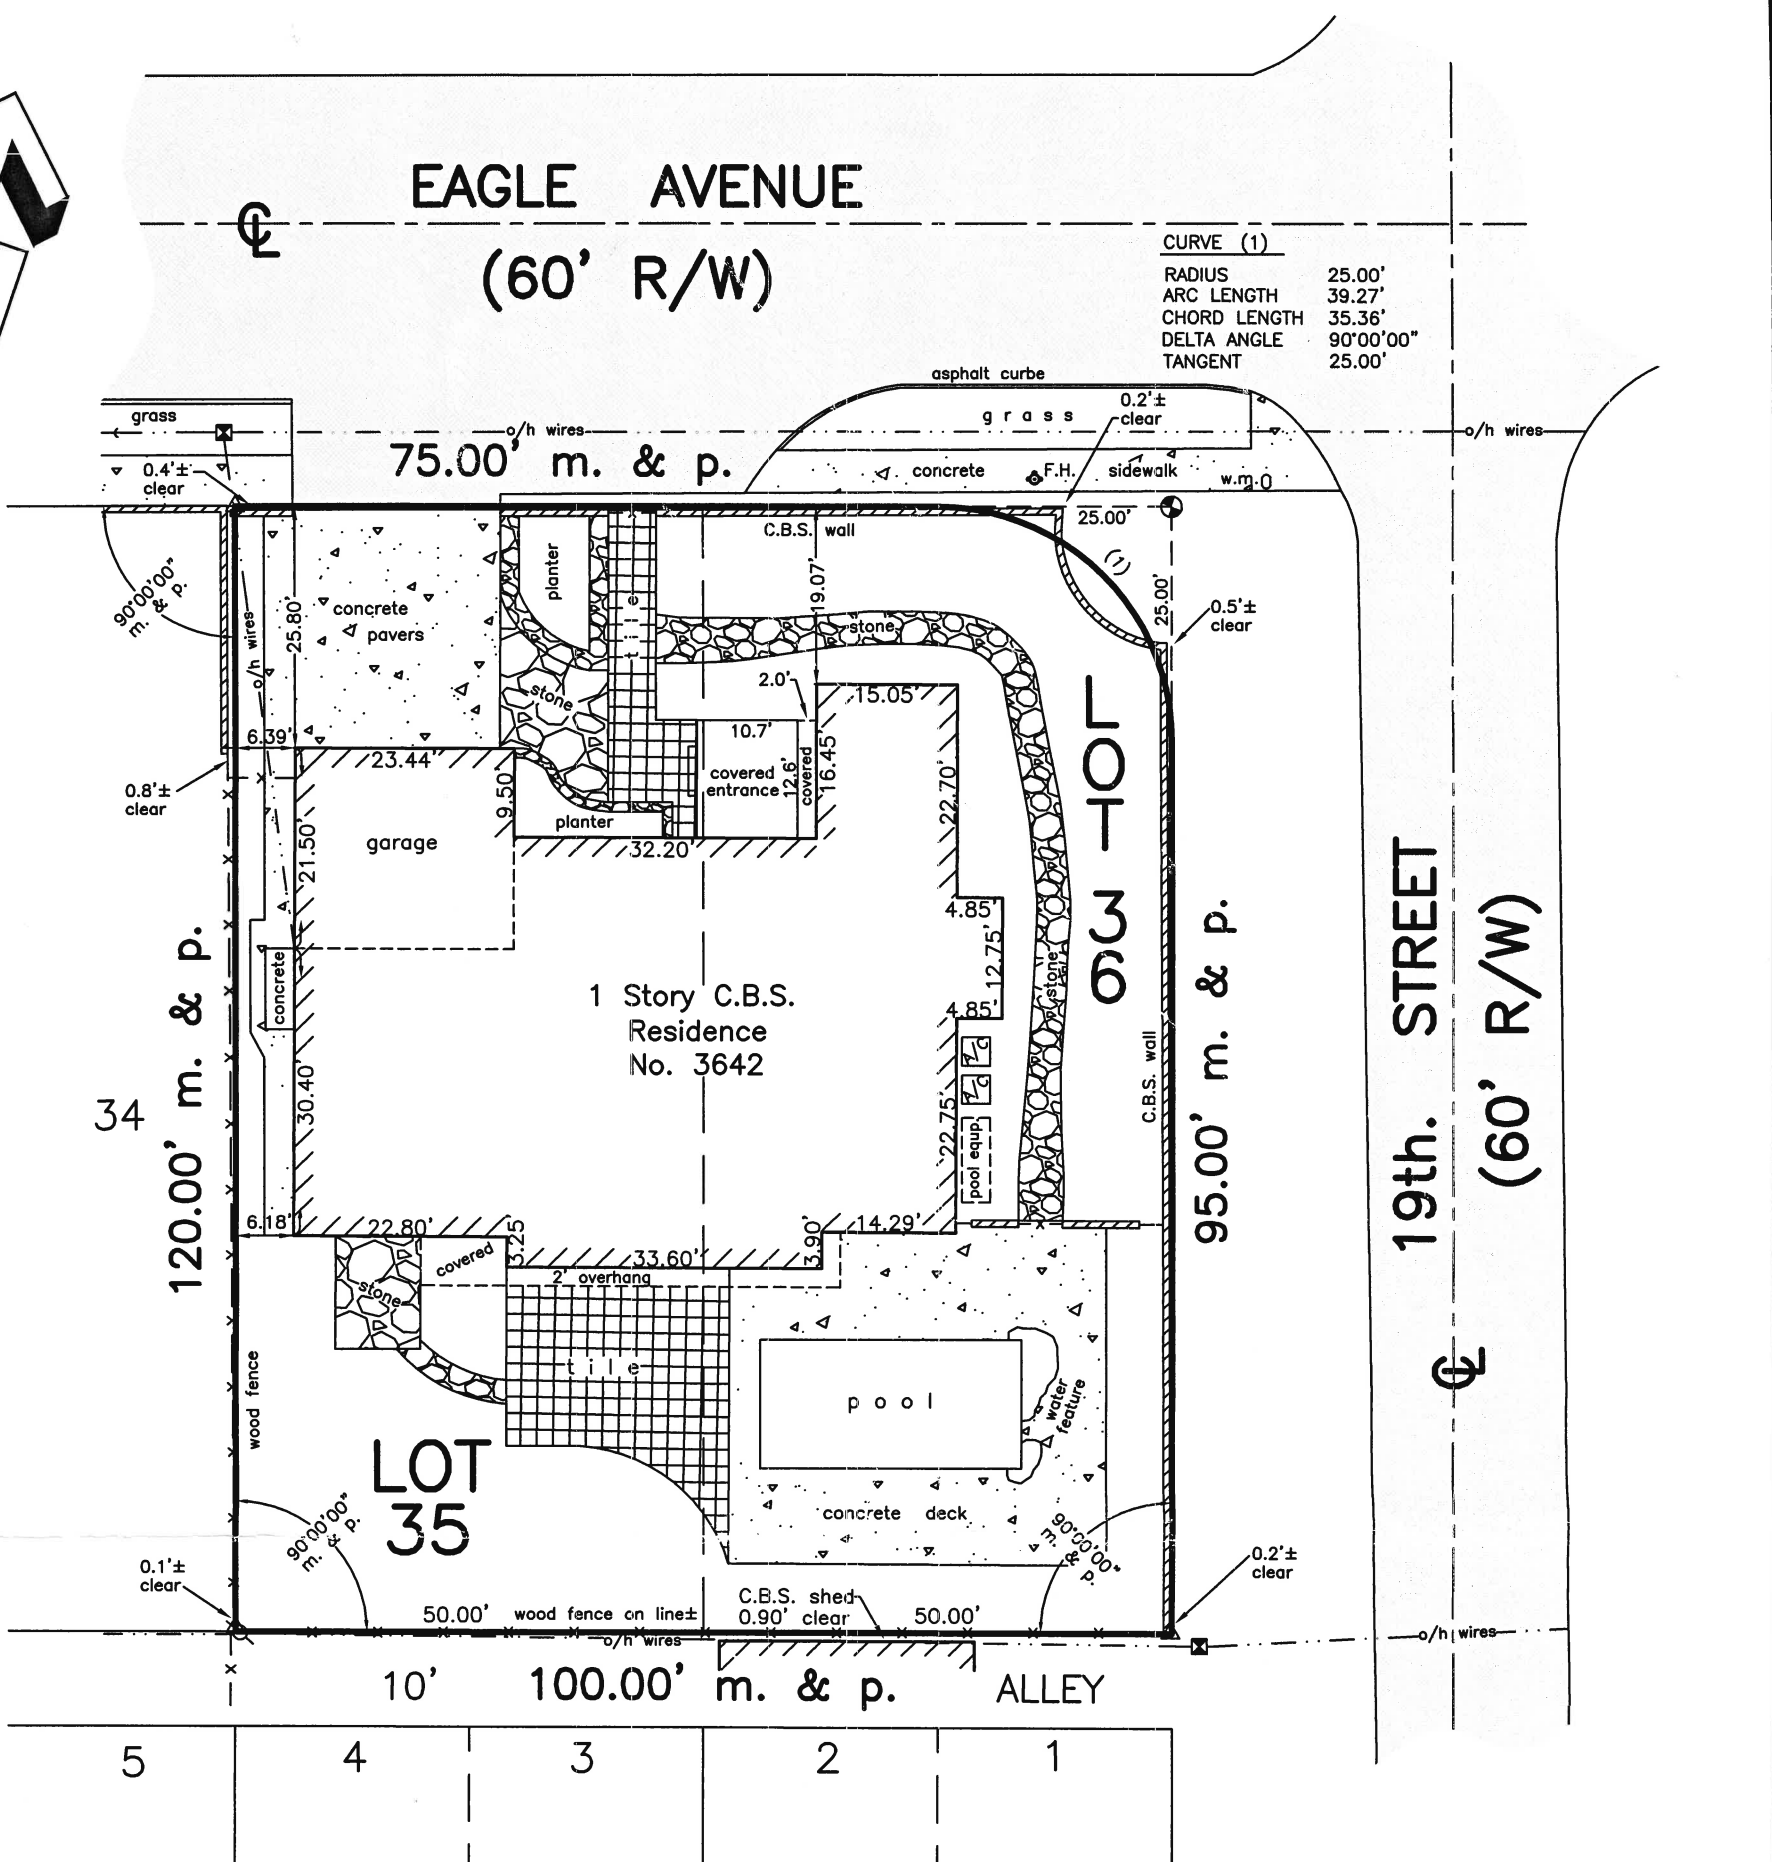 EAGLE AVENUE
CL
(60' R/W)
CURVE (1)
RADIUS 25.00'
ARC LENGTH 39.27'
CHORD LENGTH 35.36'
DELTA ANGLE 90°00'00"
TANGENT 25.00'
asphalt curbe
grass
grass
0.2'±
clear
o/h wires
o/h wires
75.00' m. & p.
0.4'±
clear
concrete
F.H.
sidewalk
w.m.
25.00'
C.B.S. wall
(1)
25.00'
90°00'00"
m. & p.
o/h wires
25.80'
concrete
pavers
planter
tile
19.07'
stone
0.5'±
clear
stone
2.0'
15.05'
LOT
36
6.39'
23.44'
10.7'
covered
entrance
12.6'
covered
16.45'
22.70'
0.8'±
clear
9.50'
planter
garage
21.50'
32.20'
4.85'
12.75'
stone
concrete
1 Story C.B.S.
Residence
No. 3642
4.85'
A/C
A/C
C.B.S. wall
95.00' m. & p.
19th. STREET
(60' R/W)
CL
34
120.00' m. & p.
30.40'
22.75'
pool equp.
6.18'
22.80'
3.25
33.60'
3.90'
14.29'
covered
2' overhang
stone
tile
pool
water
feature
wood fence
LOT
35
concrete deck
90°00'00"
m. & p.
90°00'00"
m. & p.
0.1'±
clear
0.2'±
clear
C.B.S. shed
0.90' clear
50.00'
wood fence on line±
50.00'
o/h wires
o/h wires
10' 100.00' m. & p. ALLEY
5 4 3 2 1